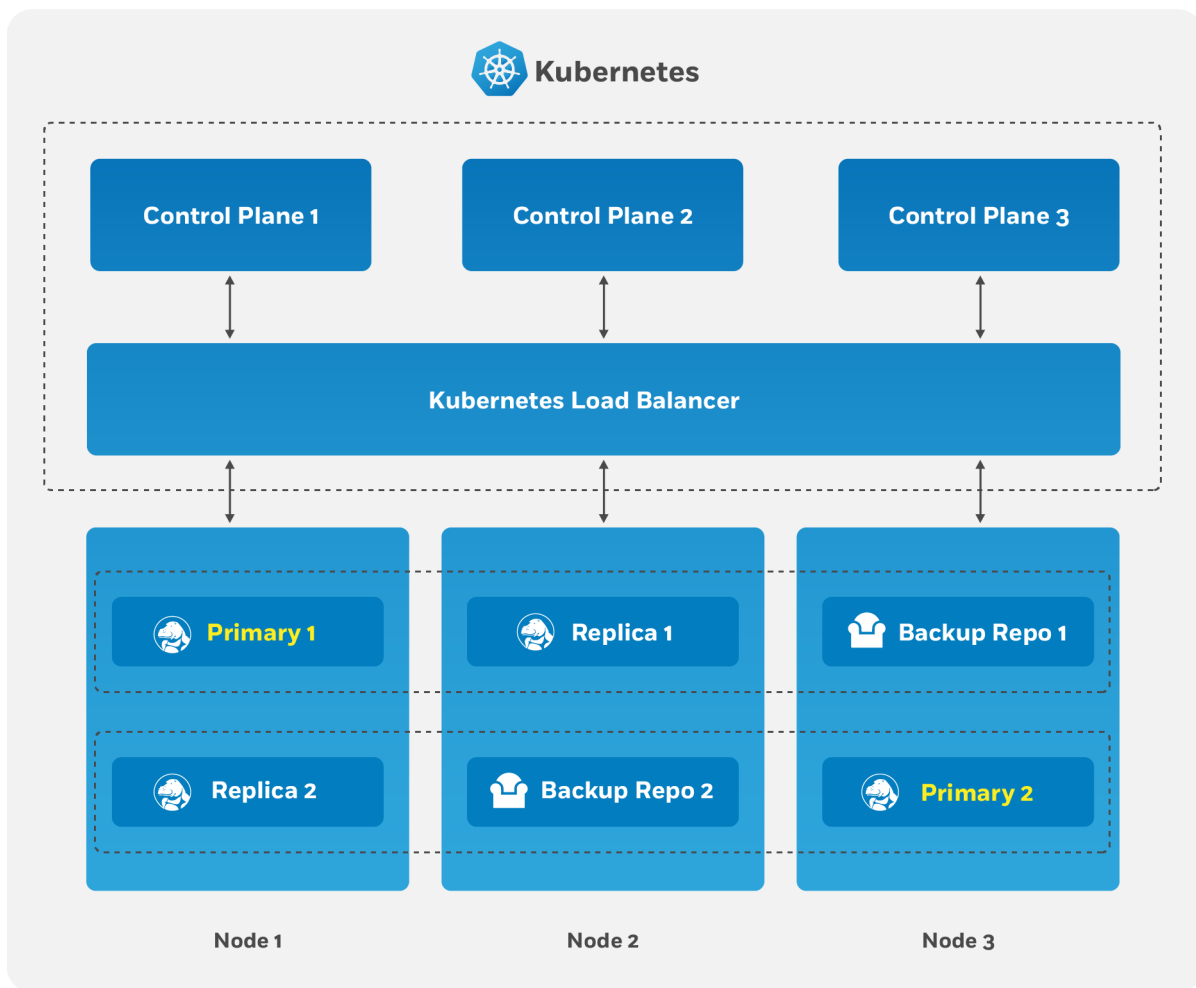 Kubernetes
Control Plane 1
Control Plane 2
Control Plane 3
Kubernetes Load Balancer
Primary 1
Replica 1
Backup Repo 1
Replica 2
Backup Repo 2
Primary 2
Node 1
Node 2
Node 3